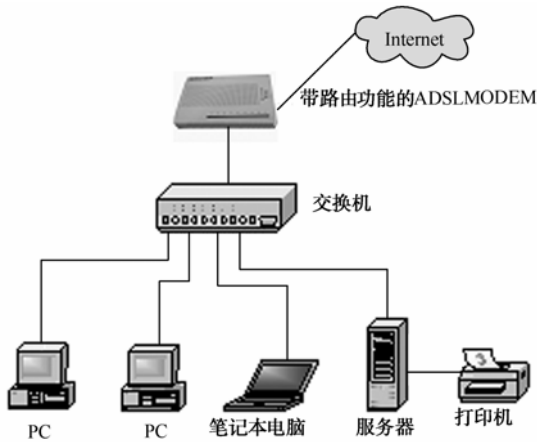 Internet
带路由功能的ADSLMODEM
交换机
PC
PC
笔记本电脑
服务器
打印机